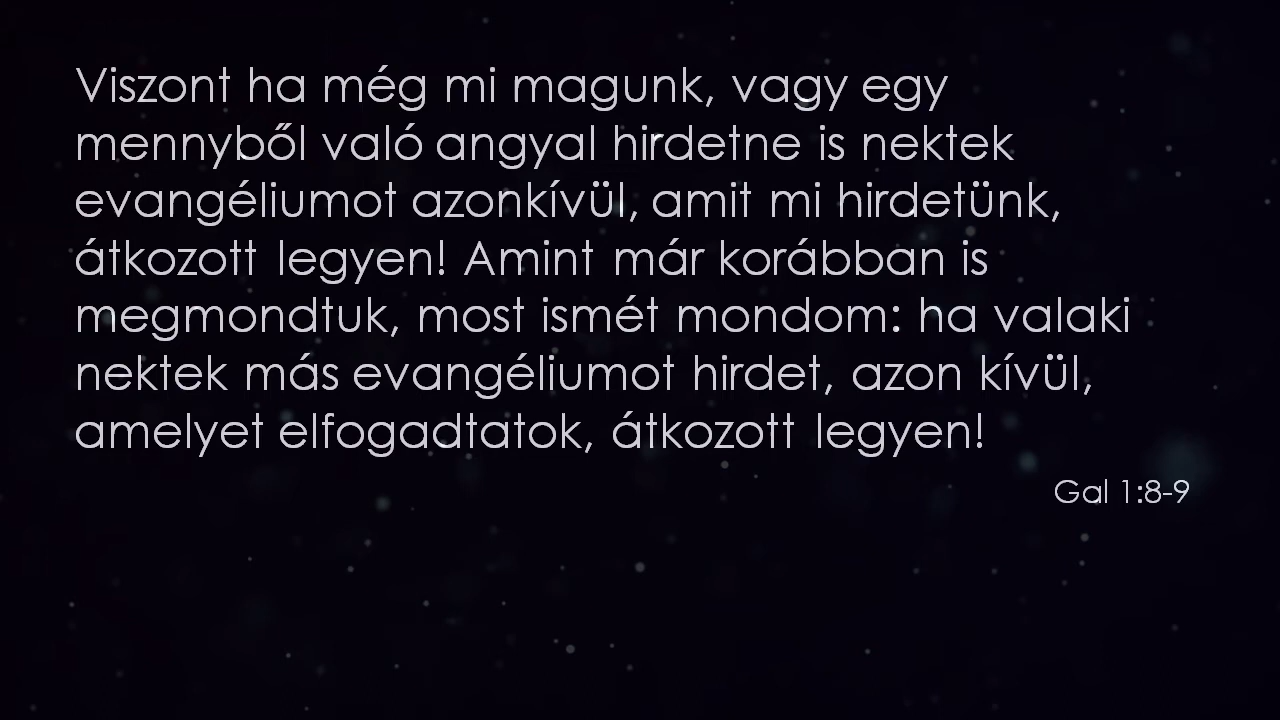 Viszont ha még mi magunk, vagy egy
mennyből való angyal hirdetne is nektek
evangéliumot azonkívül, amit mi hirdetünk,
átkozott legyen! Amint már korábban is
megmondtuk, most ismét mondom: ha valaki
nektek más evangéliumot hirdet, azon kívül,
amelyet elfogadtatok, átkozott legyen!
Gal 1:8-9